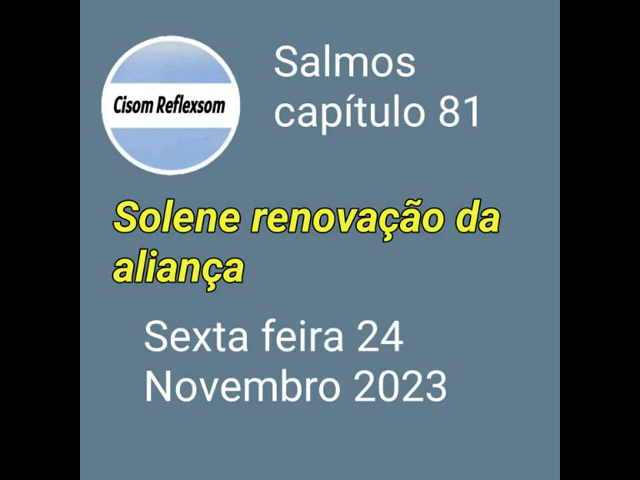 Cisom Reflexsom
Salmos
capítulo 81
Solene renovação da
aliança
Sexta feira 24
Novembro 2023